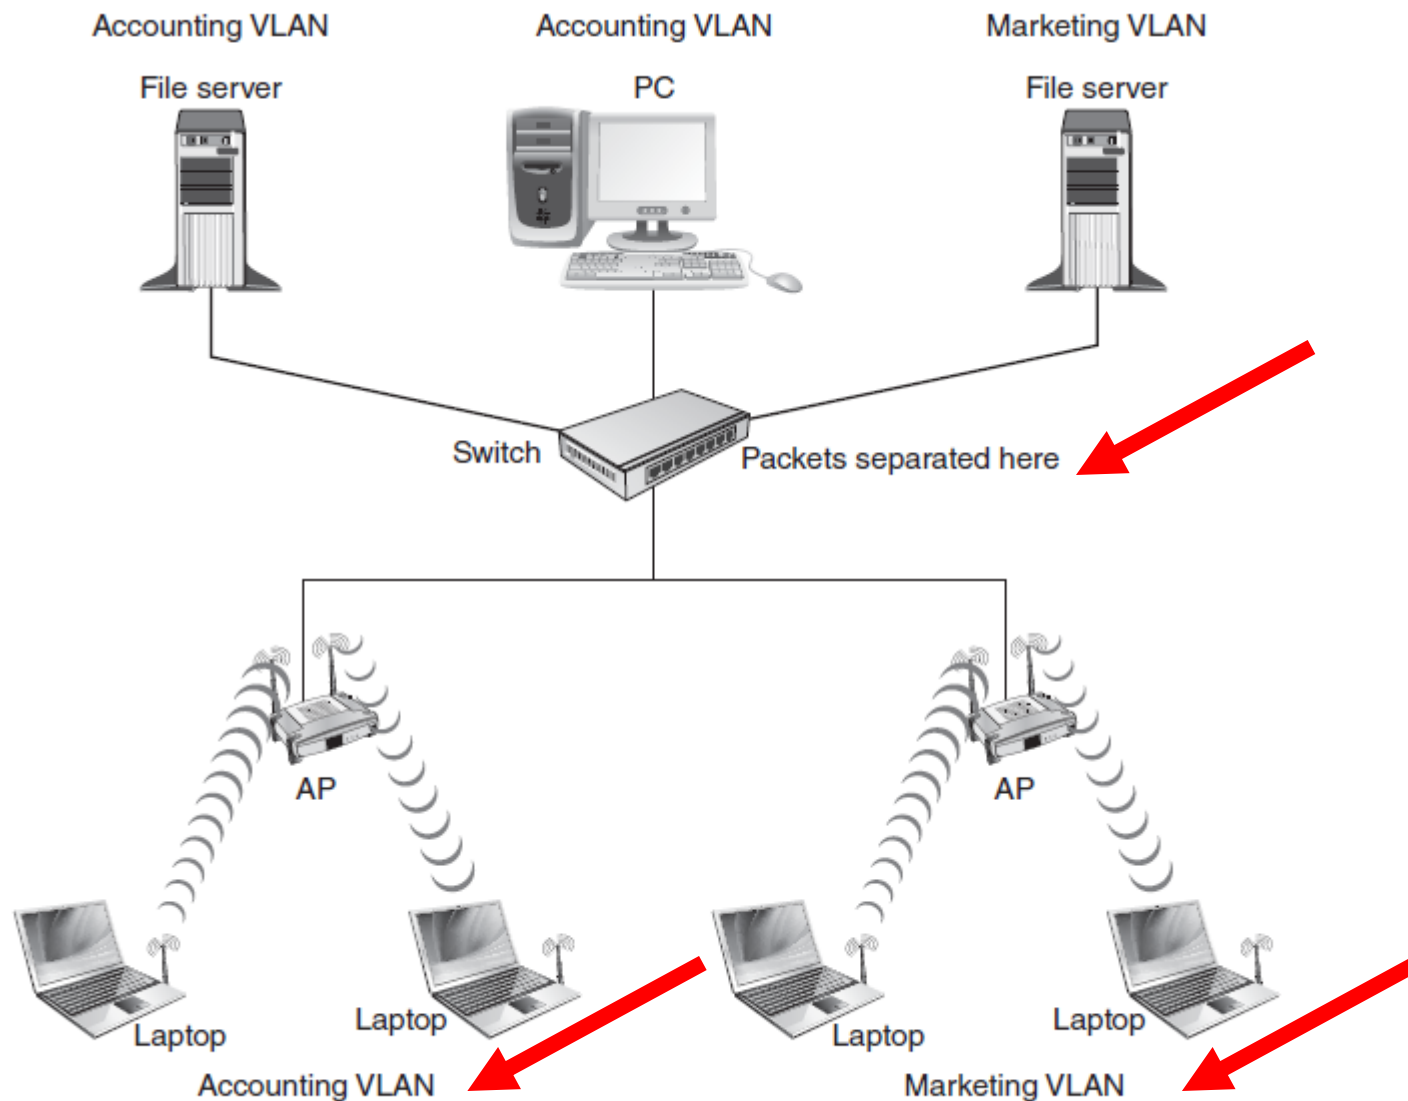 Accounting VLAN
Accounting VLAN
Marketing VLAN
File server
PC
File server
Switch
Packets separated here
AP
AP
Laptop
Laptop
Laptop
Laptop
Accounting VLAN
Marketing VLAN